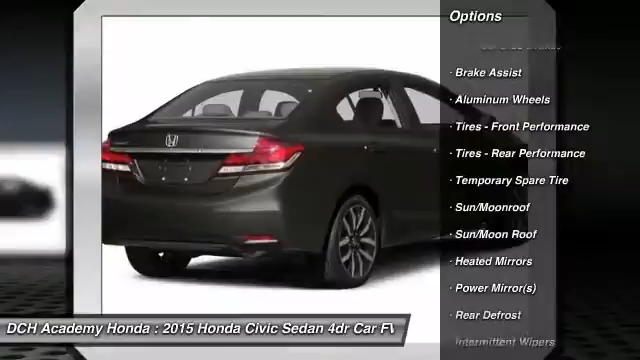 Options
· Brake Assist
· Aluminum Wheels
· Tires - Front Performance
· Tires - Rear Performance
· Temporary Spare Tire
· Sun/Moonroof
· Sun/Moon Roof
· Heated Mirrors
· Power Mirror(s)
· Rear Defrost
· Intermittent Wipers
DCH Academy Honda : 2015 Honda Civic Sedan 4dr Car F